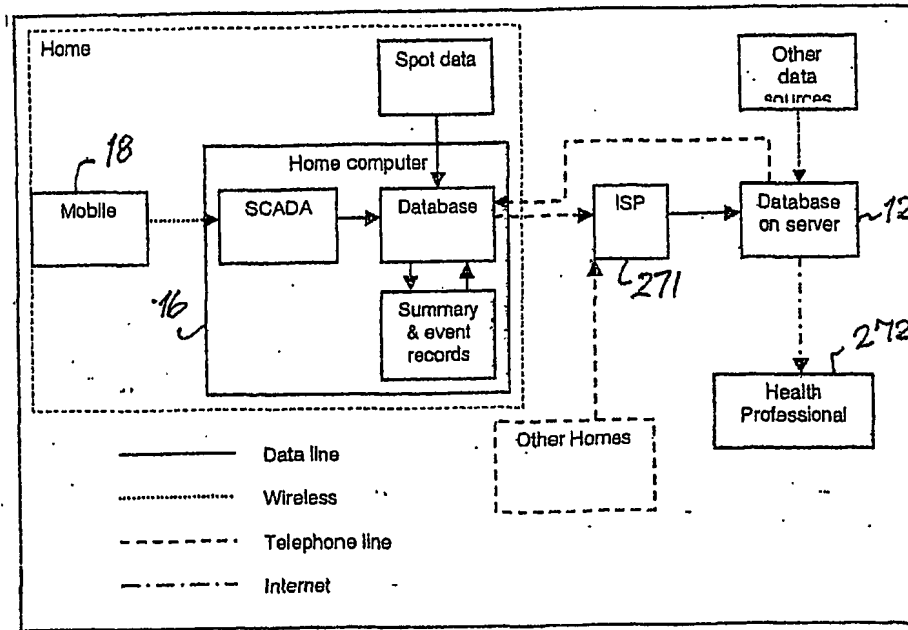 Home
Spot data
Other
data
sources
18
Home computer
Mobile
SCADA
Database
ISP
Database
on server
12
271
16
Summary
& event
records
272
Health
Professional
Other Homes
Data line
Wireless
Telephone line
Internet